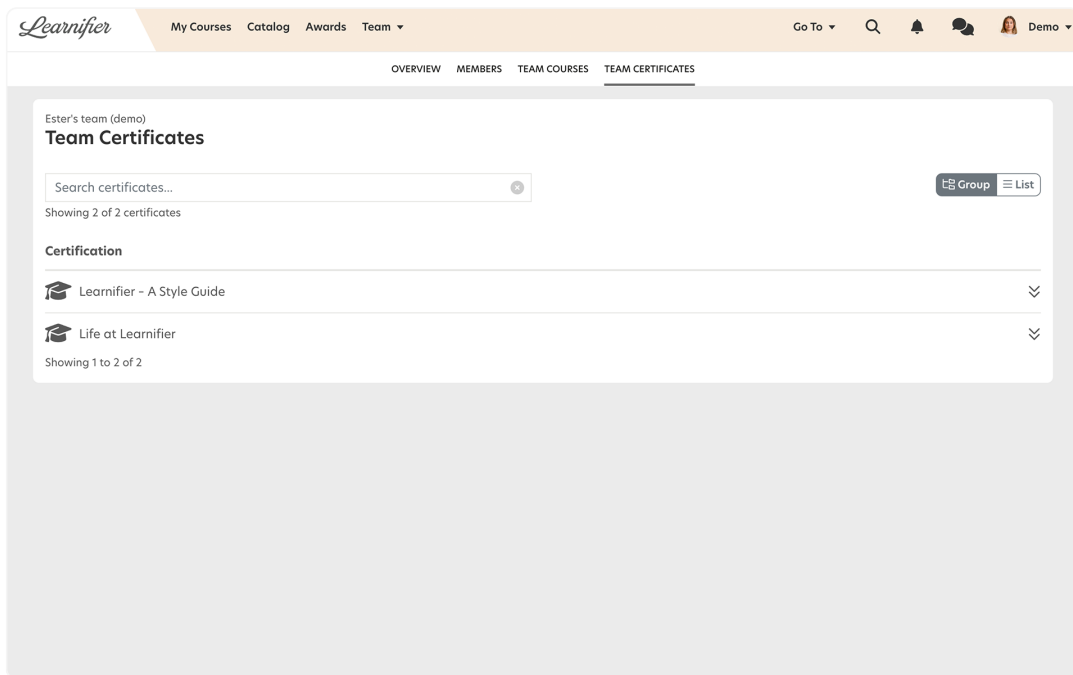 Learnifier
My Courses Catalog Awards Team
Go To
Demo
OVERVIEW MEMBERS TEAM COURSES TEAM CERTIFICATES
Ester's team (demo)
Team Certificates
Search certificates...
Group List
Showing 2 of 2 certificates
Certification
Learnifier – A Style Guide
Life at Learnifier
Showing 1 to 2 of 2